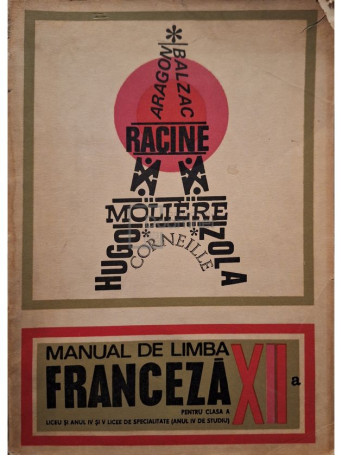 ARAGON
BALZAC
RACINE
MOLIÈRE
HUGO
CORNEILLE
ZOLA
MANUAL DE LIMBA
FRANCEZĂ
XII a
PENTRU CLASA A
LICEU ȘI ANUL IV ȘI V LICEE DE SPECIALITATE (ANUL IV DE STUDIU)